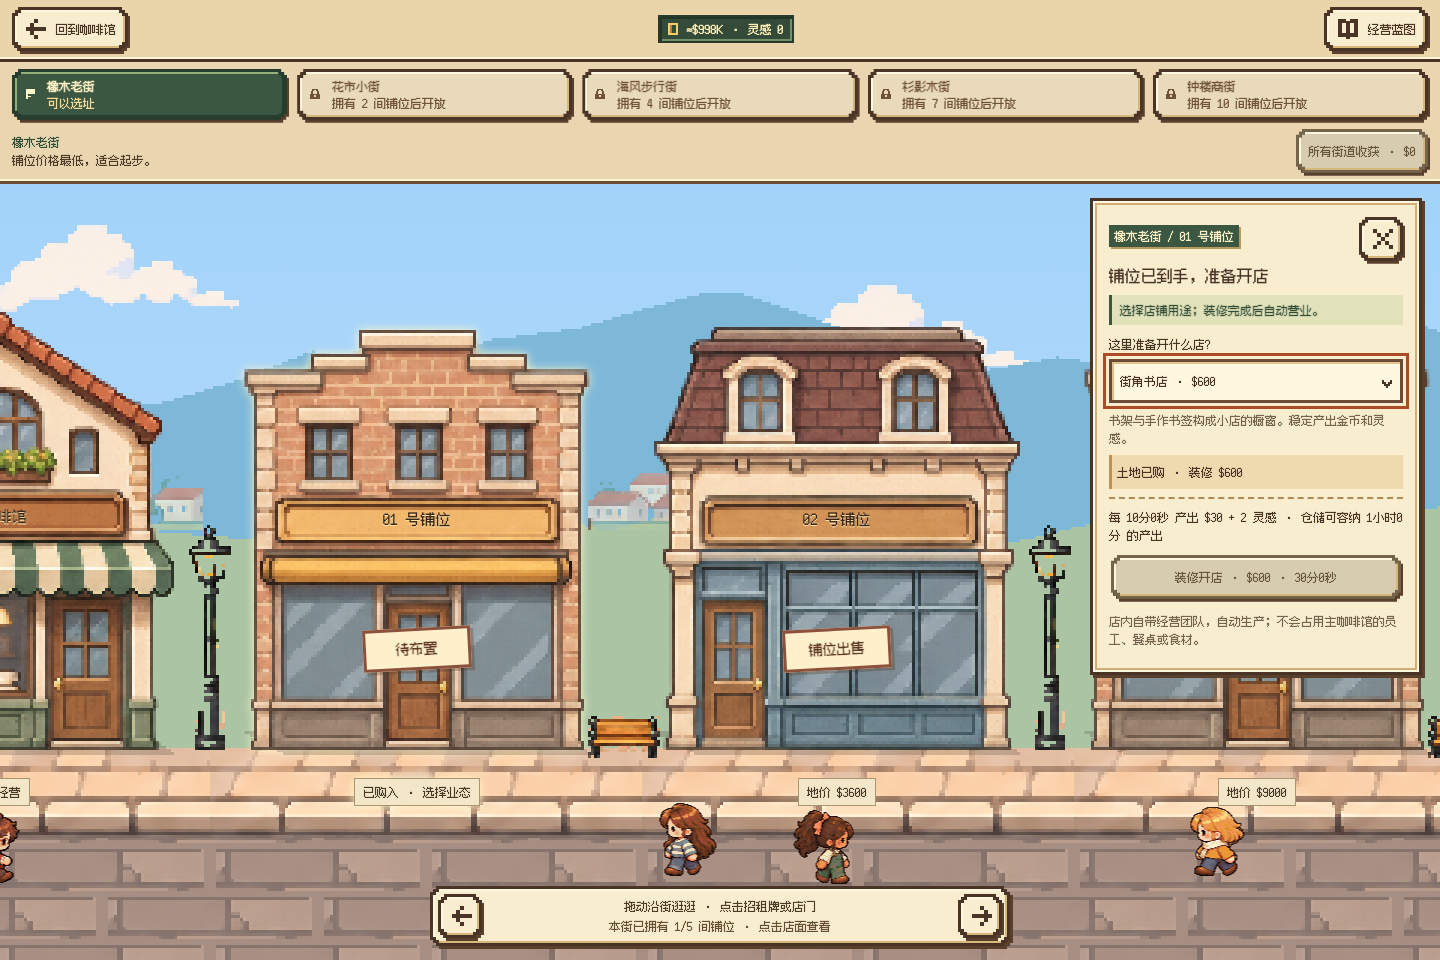 回到咖啡馆
≈$998K · 灵感 0
经营蓝图
橡木老街
可以选址
花市小街
拥有 2 间铺位后开放
海风步行街
拥有 4 间铺位后开放
杉影木街
拥有 7 间铺位后开放
钟楼商街
拥有 10 间铺位后开放
橡木老街
铺位价格最低，适合起步。
所有街道收获 · $0
橡木老街 / 01 号铺位
铺位已到手，准备开店
选择店铺用途；装修完成后自动营业。
这里准备开什么店？
街角书店 · $600
书架与手作书签构成小店的橱窗。稳定产出金币和灵
感。
土地已购 · 装修 $600
每 10分0秒 产出 $30 + 2 灵感 · 仓储可容纳 1小时0
分 的产出
装修开店 · $600 · 30分0秒
店内自带经营团队，自动生产；不会占用主咖啡馆的员
工、餐桌或食材。
啡馆
01 号铺位
02 号铺位
待布置
铺位出售
经营
已购入 · 选择业态
地价 $3600
地价 $9000
拖动沿街逛逛 · 点击招租牌或店门
本街已拥有 1/5 间铺位 · 点击店面查看